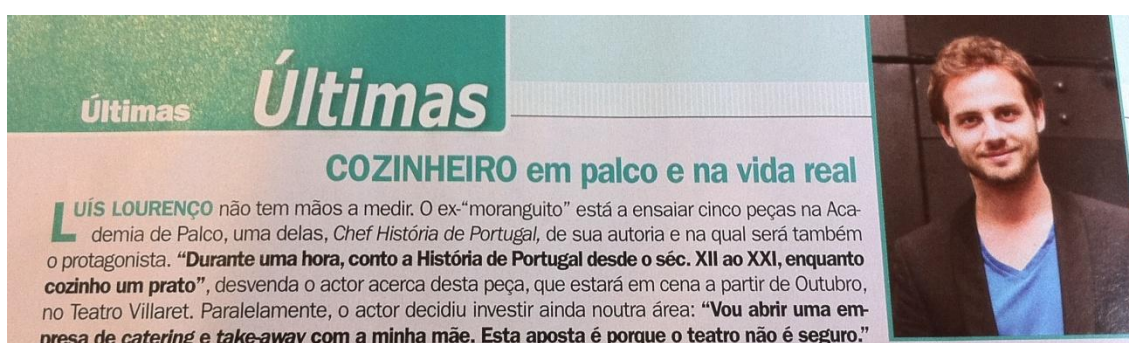 Últimas Últimas
COZINHEIRO em palco e na vida real
LUÍS LOURENÇO não tem mãos a medir. O ex-“moranguito” está a ensaiar cinco peças na Aca-
demia de Palco, uma delas, Chef História de Portugal, de sua autoria e na qual será também
o protagonista. “Durante uma hora, conto a História de Portugal desde o séc. XII ao XXI, enquanto
cozinho um prato”, desvenda o actor acerca desta peça, que estará em cena a partir de Outubro,
no Teatro Villaret. Paralelamente, o actor decidiu investir ainda noutra área: “Vou abrir uma em-
presa de catering e take-away com a minha mãe. Esta aposta é porque o teatro não é seguro.”